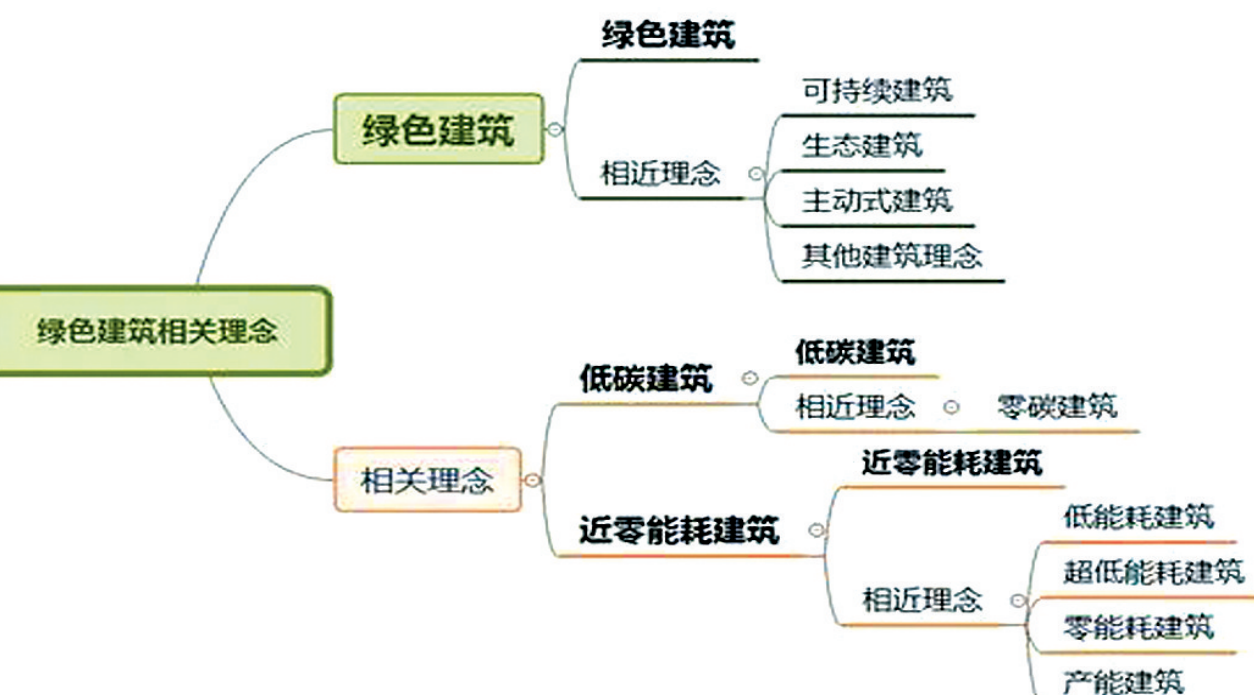 绿色建筑相关理念
绿色建筑
绿色建筑
相近理念
可持续建筑
生态建筑
主动式建筑
其他建筑理念
相关理念
低碳建筑
低碳建筑
相近理念
零碳建筑
近零能耗建筑
近零能耗建筑
相近理念
低能耗建筑
超低能耗建筑
零能耗建筑
产能建筑